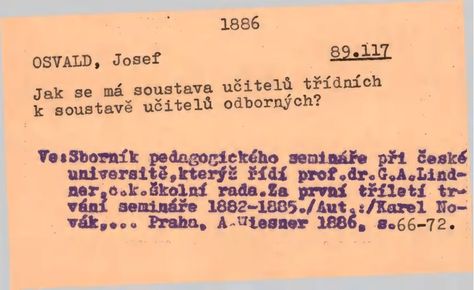 1886
OSVALD, Josef 89.117
Jak se má soustava učitelů třídních
k soustavě učitelů odborných?
Ve:Sborník pedagogického semináře při české
universitě,kterýž řídí prof.dr.G.A.Lind-
ner,c.k.školní rada.Za první tříletí tr-
vání semináře 1882-1885./Aut.:/Karel No-
vák,... Praha, A.Wiesner 1886, s.66-72.